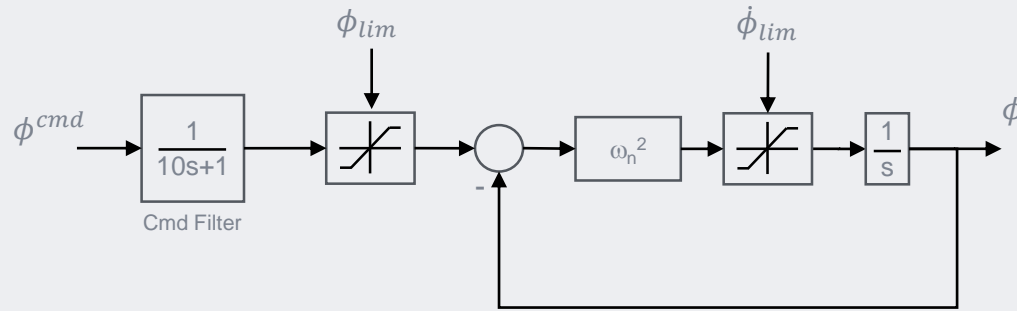 ϕ_lim
ϕ̇_lim
ϕ^cmd
1
10s+1
ω_n^2
1
s
ϕ
-
Cmd Filter